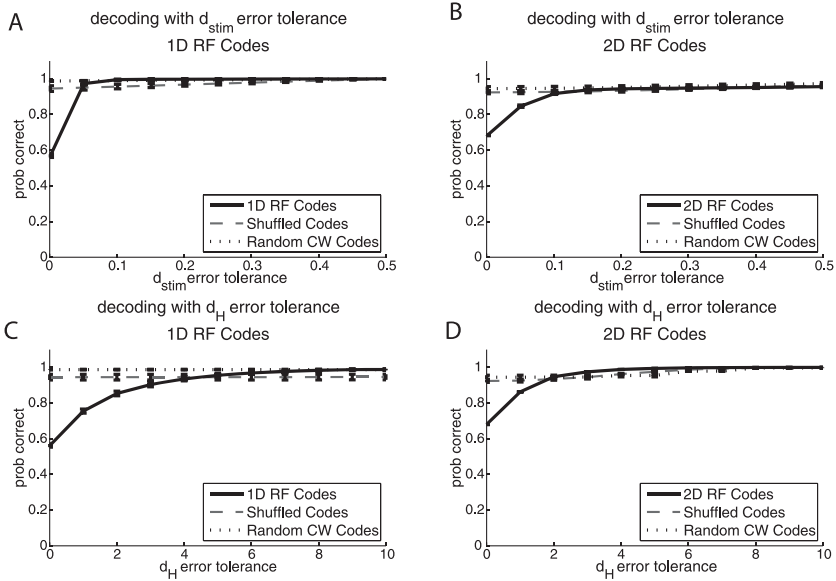 A
decoding with d_stim error tolerance
1D RF Codes
prob correct
1
0.8
0.6
0.4
0.2
0
0.1
0.2
0.3
0.4
0.5
1D RF Codes
Shuffled Codes
Random CW Codes
d_stim error tolerance
B
decoding with d_stim error tolerance
2D RF Codes
prob correct
1
0.8
0.6
0.4
0.2
0
0.1
0.2
0.3
0.4
0.5
2D RF Codes
Shuffled Codes
Random CW Codes
d_stim error tolerance
C
decoding with d_H error tolerance
1D RF Codes
prob correct
1
0.8
0.6
0.4
0.2
0
2
4
6
8
10
1D RF Codes
Shuffled Codes
Random CW Codes
d_H error tolerance
D
decoding with d_H error tolerance
2D RF Codes
prob correct
1
0.8
0.6
0.4
0.2
0
2
4
6
8
10
2D RF Codes
Shuffled Codes
Random CW Codes
d_H error tolerance